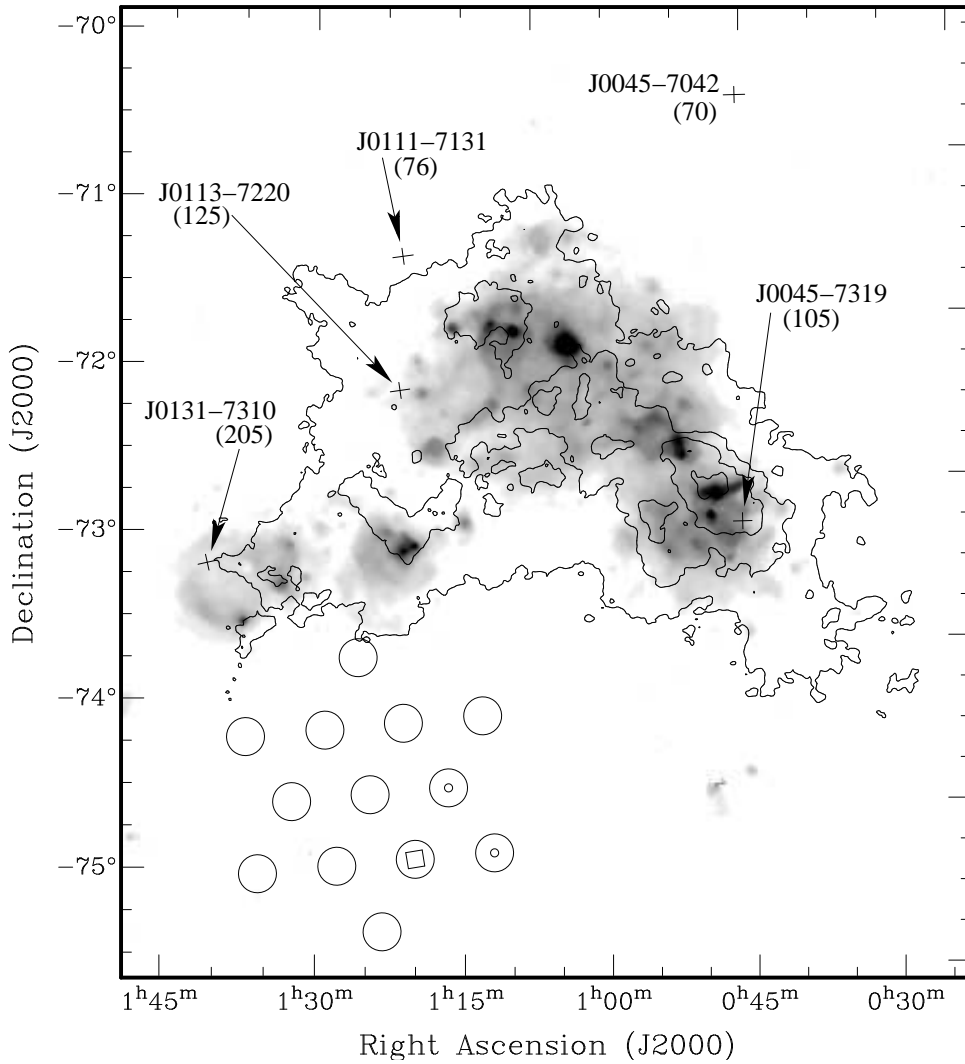 −70°
J0045−7042
(70)
J0111−7131
(76)
−71°
J0113−7220
(125)
J0045−7319
(105)
−72°
J0131−7310
(205)
−73°
−74°
−75°
Declination (J2000)
1ʰ45ᵐ 1ʰ30ᵐ 1ʰ15ᵐ 1ʰ00ᵐ 0ʰ45ᵐ 0ʰ30ᵐ
Right Ascension (J2000)